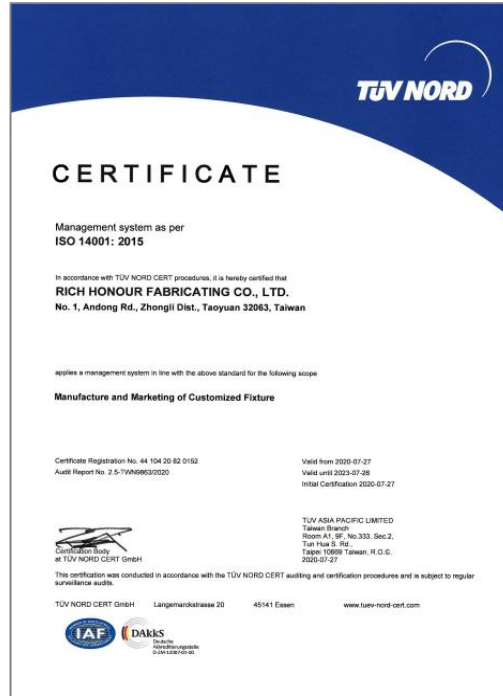 TÜV NORD
CERTIFICATE
Management system as per
ISO 14001: 2015
In accordance with TÜV NORD CERT procedures, it is hereby certified that
RICH HONOUR FABRICATING CO., LTD.
No. 1, Andong Rd., Zhongli Dist., Taoyuan 32063, Taiwan
applies a management system in line with the above standard for the following scope
Manufacture and Marketing of Customized Fixture
Certificate Registration No. 44 104 20 82 0152
Audit Report No. 2.5-TWN9863/2020
Valid from 2020-07-27
Valid until 2023-07-26
Initial Certification 2020-07-27
Certification Body
at TÜV NORD CERT GmbH
TUV ASIA PACIFIC LIMITED
Taiwan Branch
Room A1, 9F, No.333, Sec.2,
Tun Hua S. Rd.,
Taipei 10669 Taiwan, R.O.C.
2020-07-27
This certification was conducted in accordance with the TÜV NORD CERT auditing and certification procedures and is subject to regular
surveillance audits.
TÜV NORD CERT GmbH Langemarckstrasse 20 45141 Essen www.tuev-nord-cert.com
IAF
DAkkS
Deutsche
Akkreditierungsstelle
D-ZM-12007-01-00